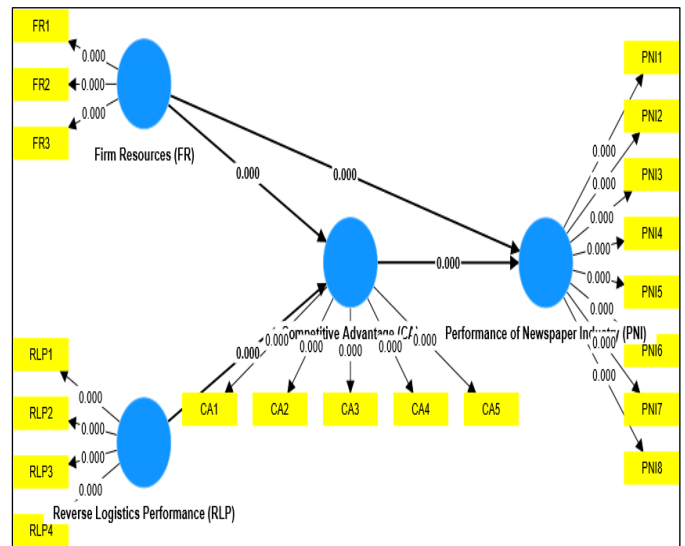 FR1
0.000
FR2
0.000
0.000
FR3
Firm Resources (FR)
0.000
0.000
PNI1
PNI2
PNI3
PNI4
PNI5
PNI6
PNI7
PNI8
0.000
0.000
0.000
0.000
0.000
0.000
0.000
0.000
0.000
Competitive Advantage (CA)
Performance of Newspaper Industry (PNI)
0.000
0.000
0.000
0.000
0.000
0.000
CA1
CA2
CA3
CA4
CA5
RLP1
0.000
RLP2
0.000
RLP3
0.000
0.000
Reverse Logistics Performance (RLP)
RLP4